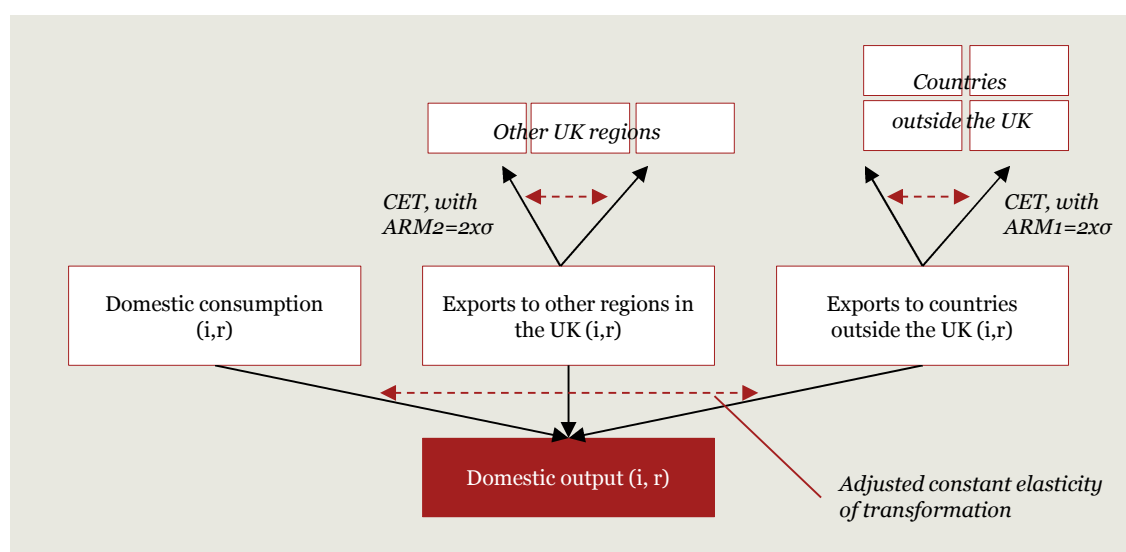 Countries
outside the UK
Other UK regions
CET, with
ARM2=2xσ
CET, with
ARM1=2xσ
Domestic consumption
(i,r)
Exports to other regions in
the UK (i,r)
Exports to countries
outside the UK (i,r)
Domestic output (i, r)
Adjusted constant elasticity
of transformation